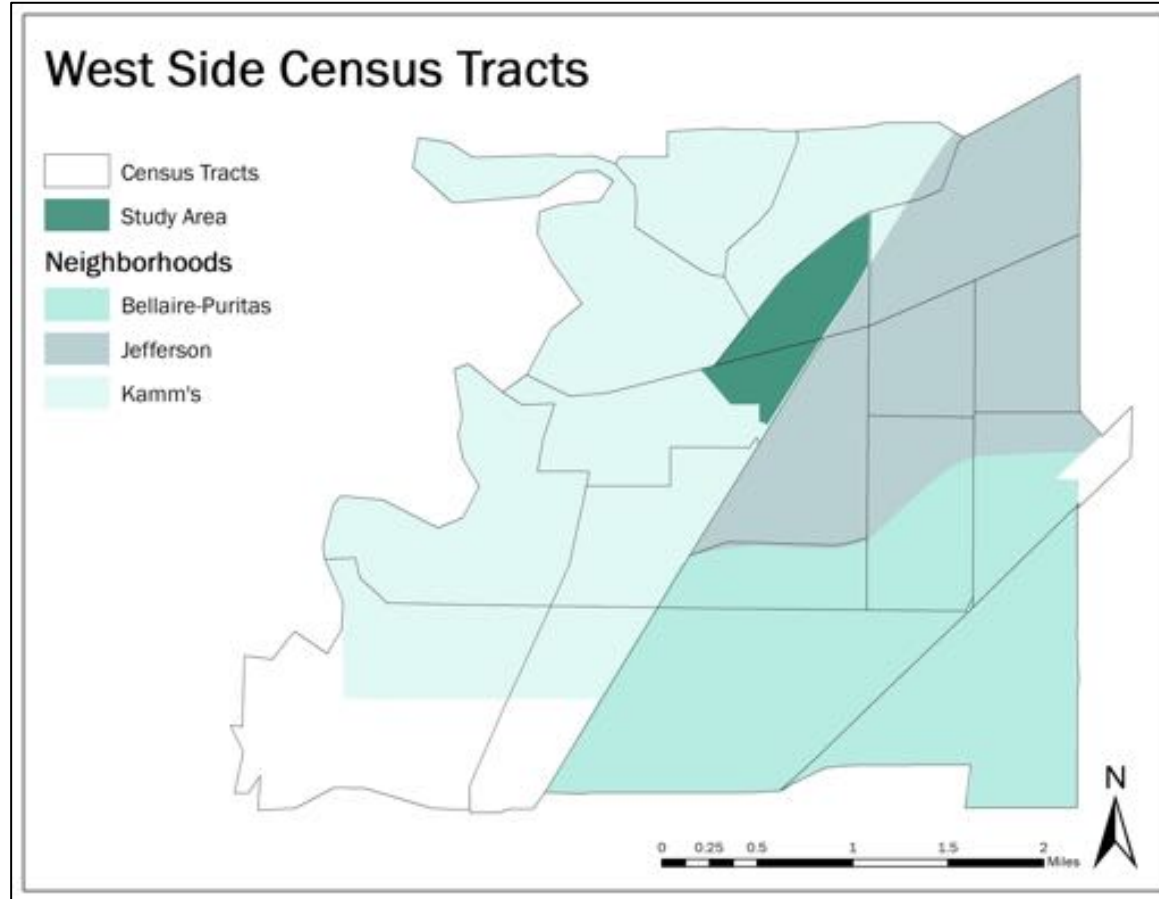 West Side Census Tracts
Census Tracts
Study Area
Neighborhoods
Bellaire-Puritas
Jefferson
Kamm's
N
0 0.25 0.5 1 1.5 2
Miles